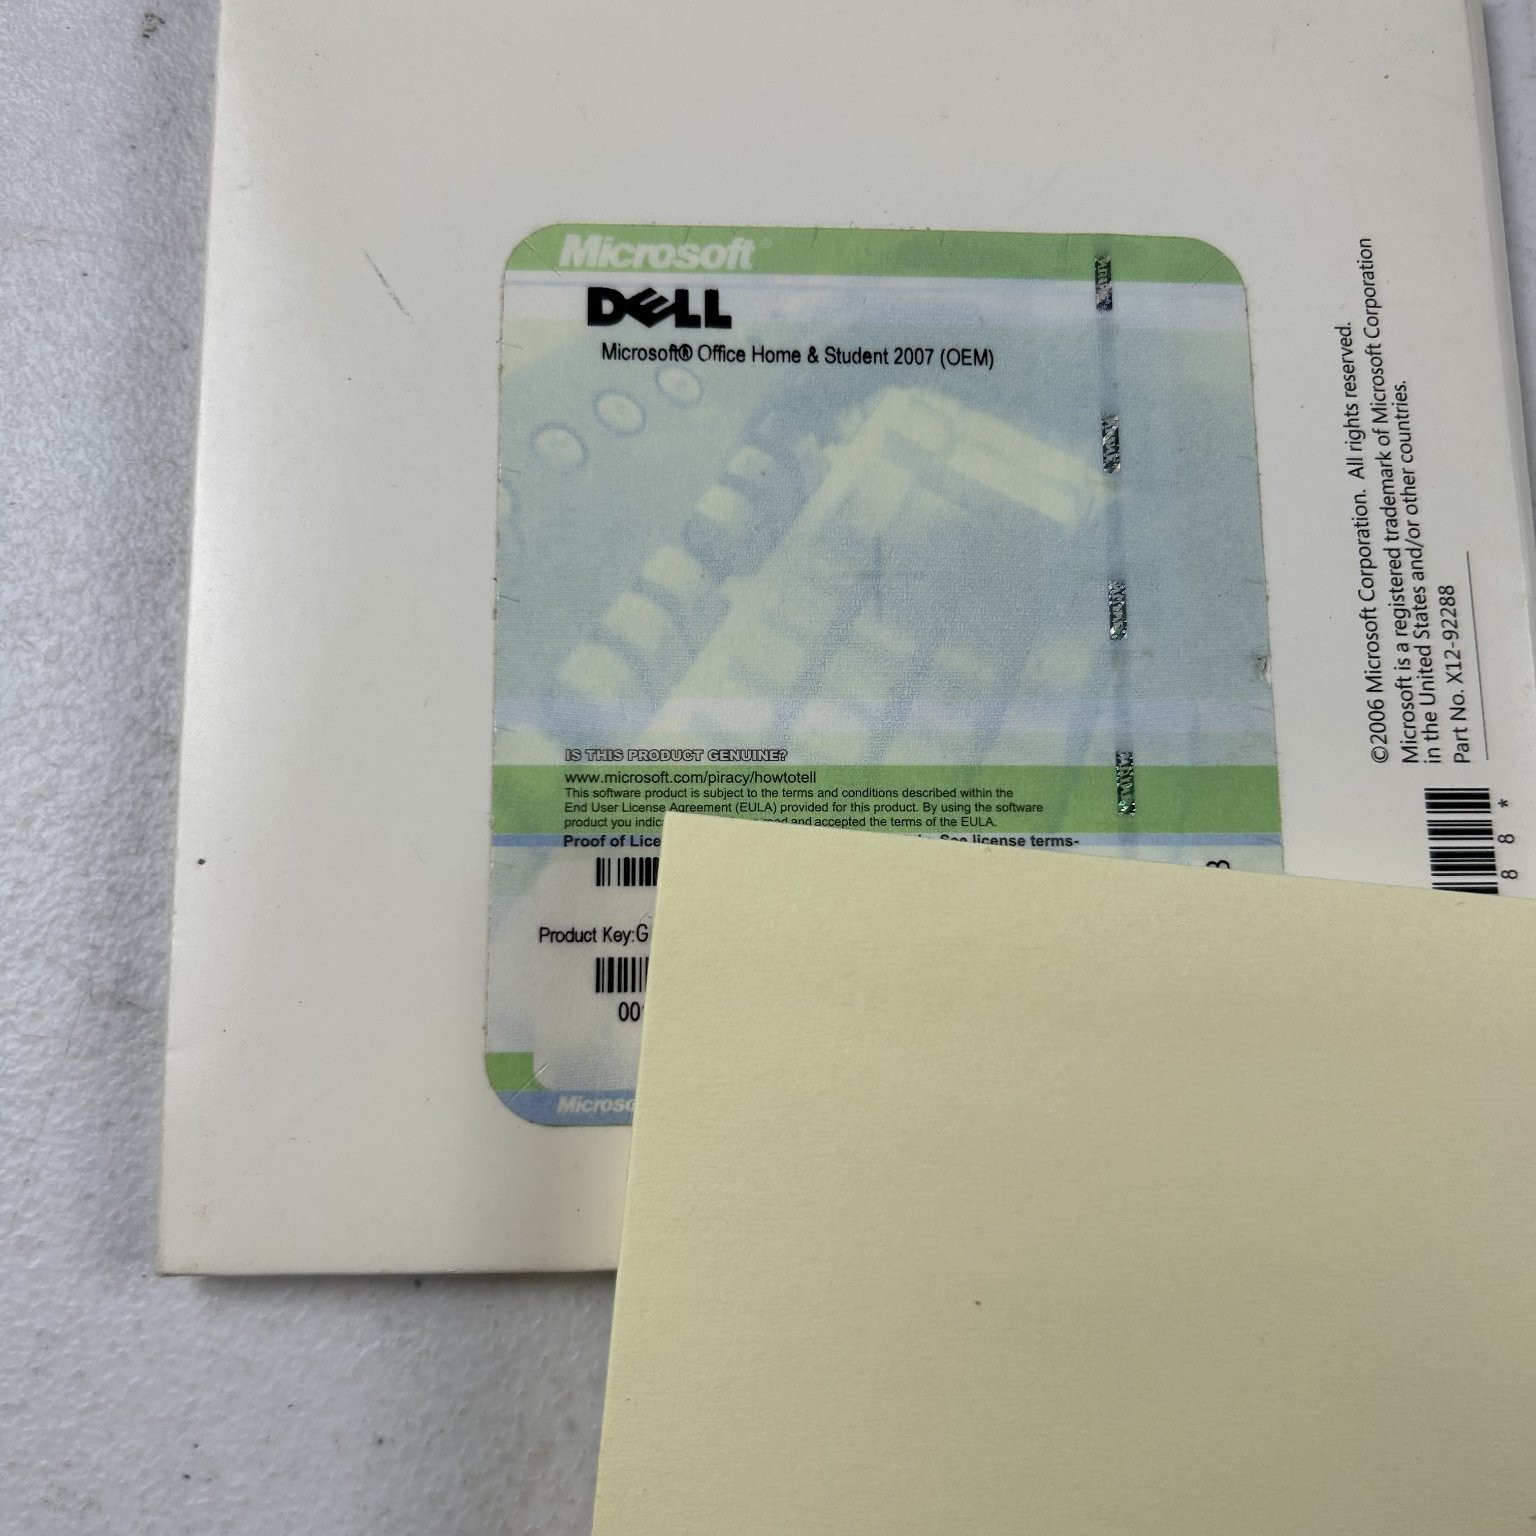 Microsoft®
DELL
Microsoft® Office Home & Student 2007 (OEM)
IS THIS PRODUCT GENUINE?
www.microsoft.com/piracy/howtotell
This software product is subject to the terms and conditions described within the
End User License Agreement (EULA) provided for this product. By using the software
product you and accepted the terms of the EULA.
Proof of See license terms-
Product Key:G
©2006 Microsoft Corporation. All rights reserved.
Microsoft is a registered trademark of Microsoft Corporation
in the United States and/or other countries.
Part No. X12-92288
8 8 *